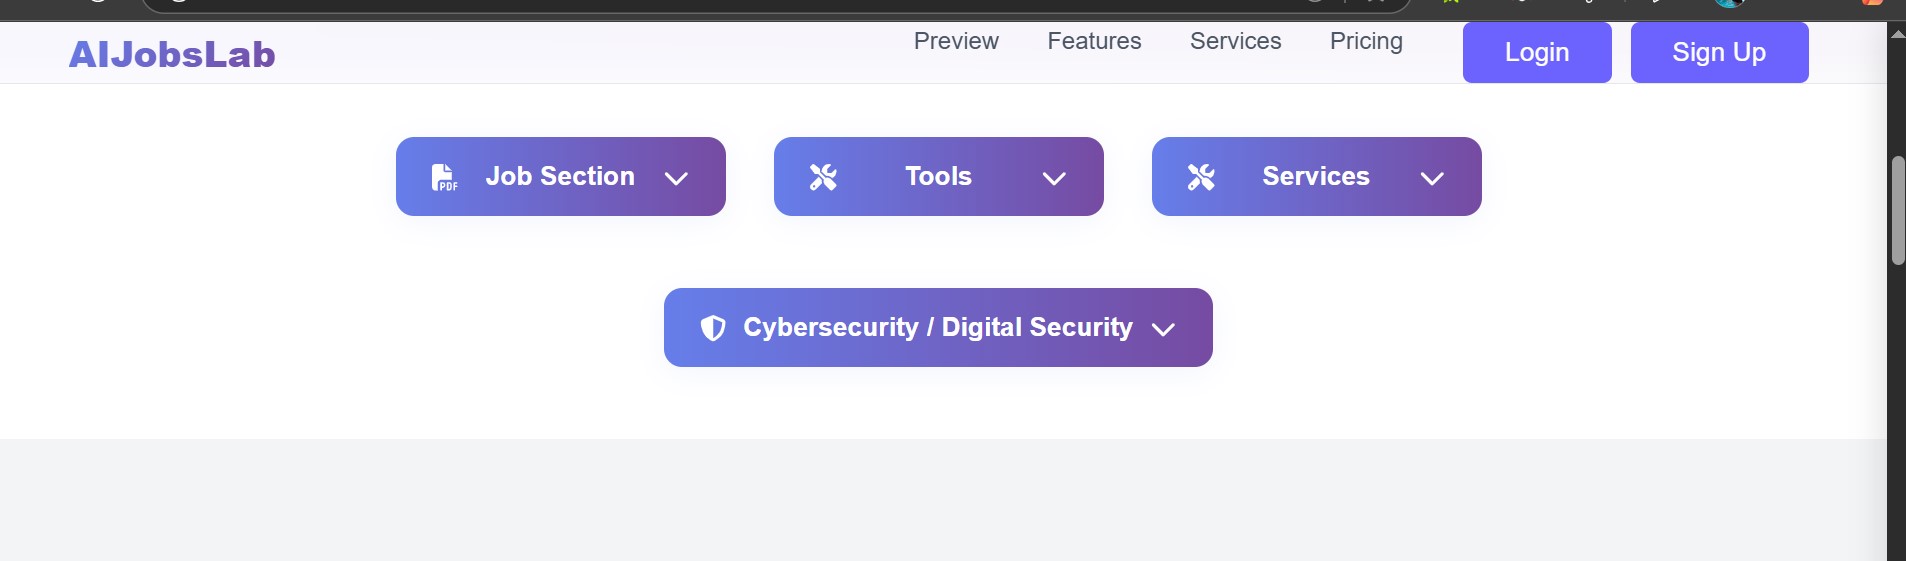 AIJobsLab
Preview Features Services Pricing Login Sign Up
PDF Job Section Tools Services
Cybersecurity / Digital Security